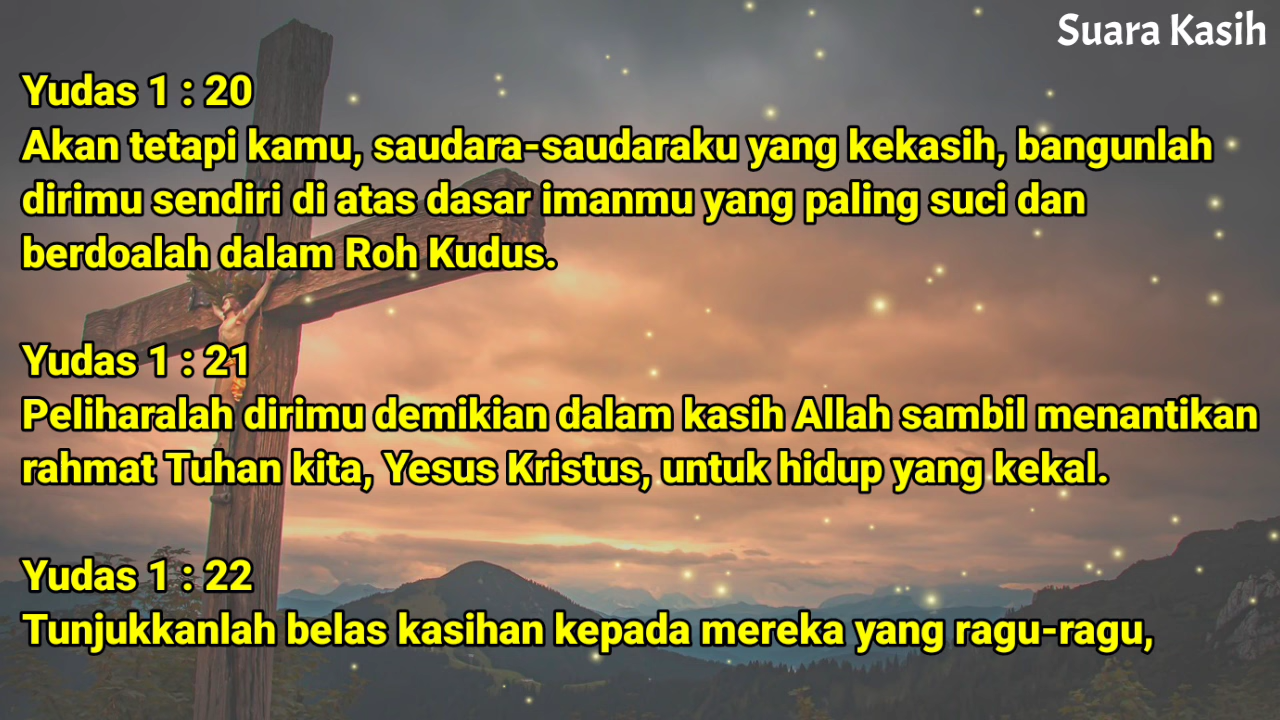 Suara Kasih
Yudas 1 : 20
Akan tetapi kamu, saudara-saudaraku yang kekasih, bangunlah
dirimu sendiri di atas dasar imanmu yang paling suci dan
berdoalah dalam Roh Kudus.
Yudas 1 : 21
Peliharalah dirimu demikian dalam kasih Allah sambil menantikan
rahmat Tuhan kita, Yesus Kristus, untuk hidup yang kekal.
Yudas 1 : 22
Tunjukkanlah belas kasihan kepada mereka yang ragu-ragu,